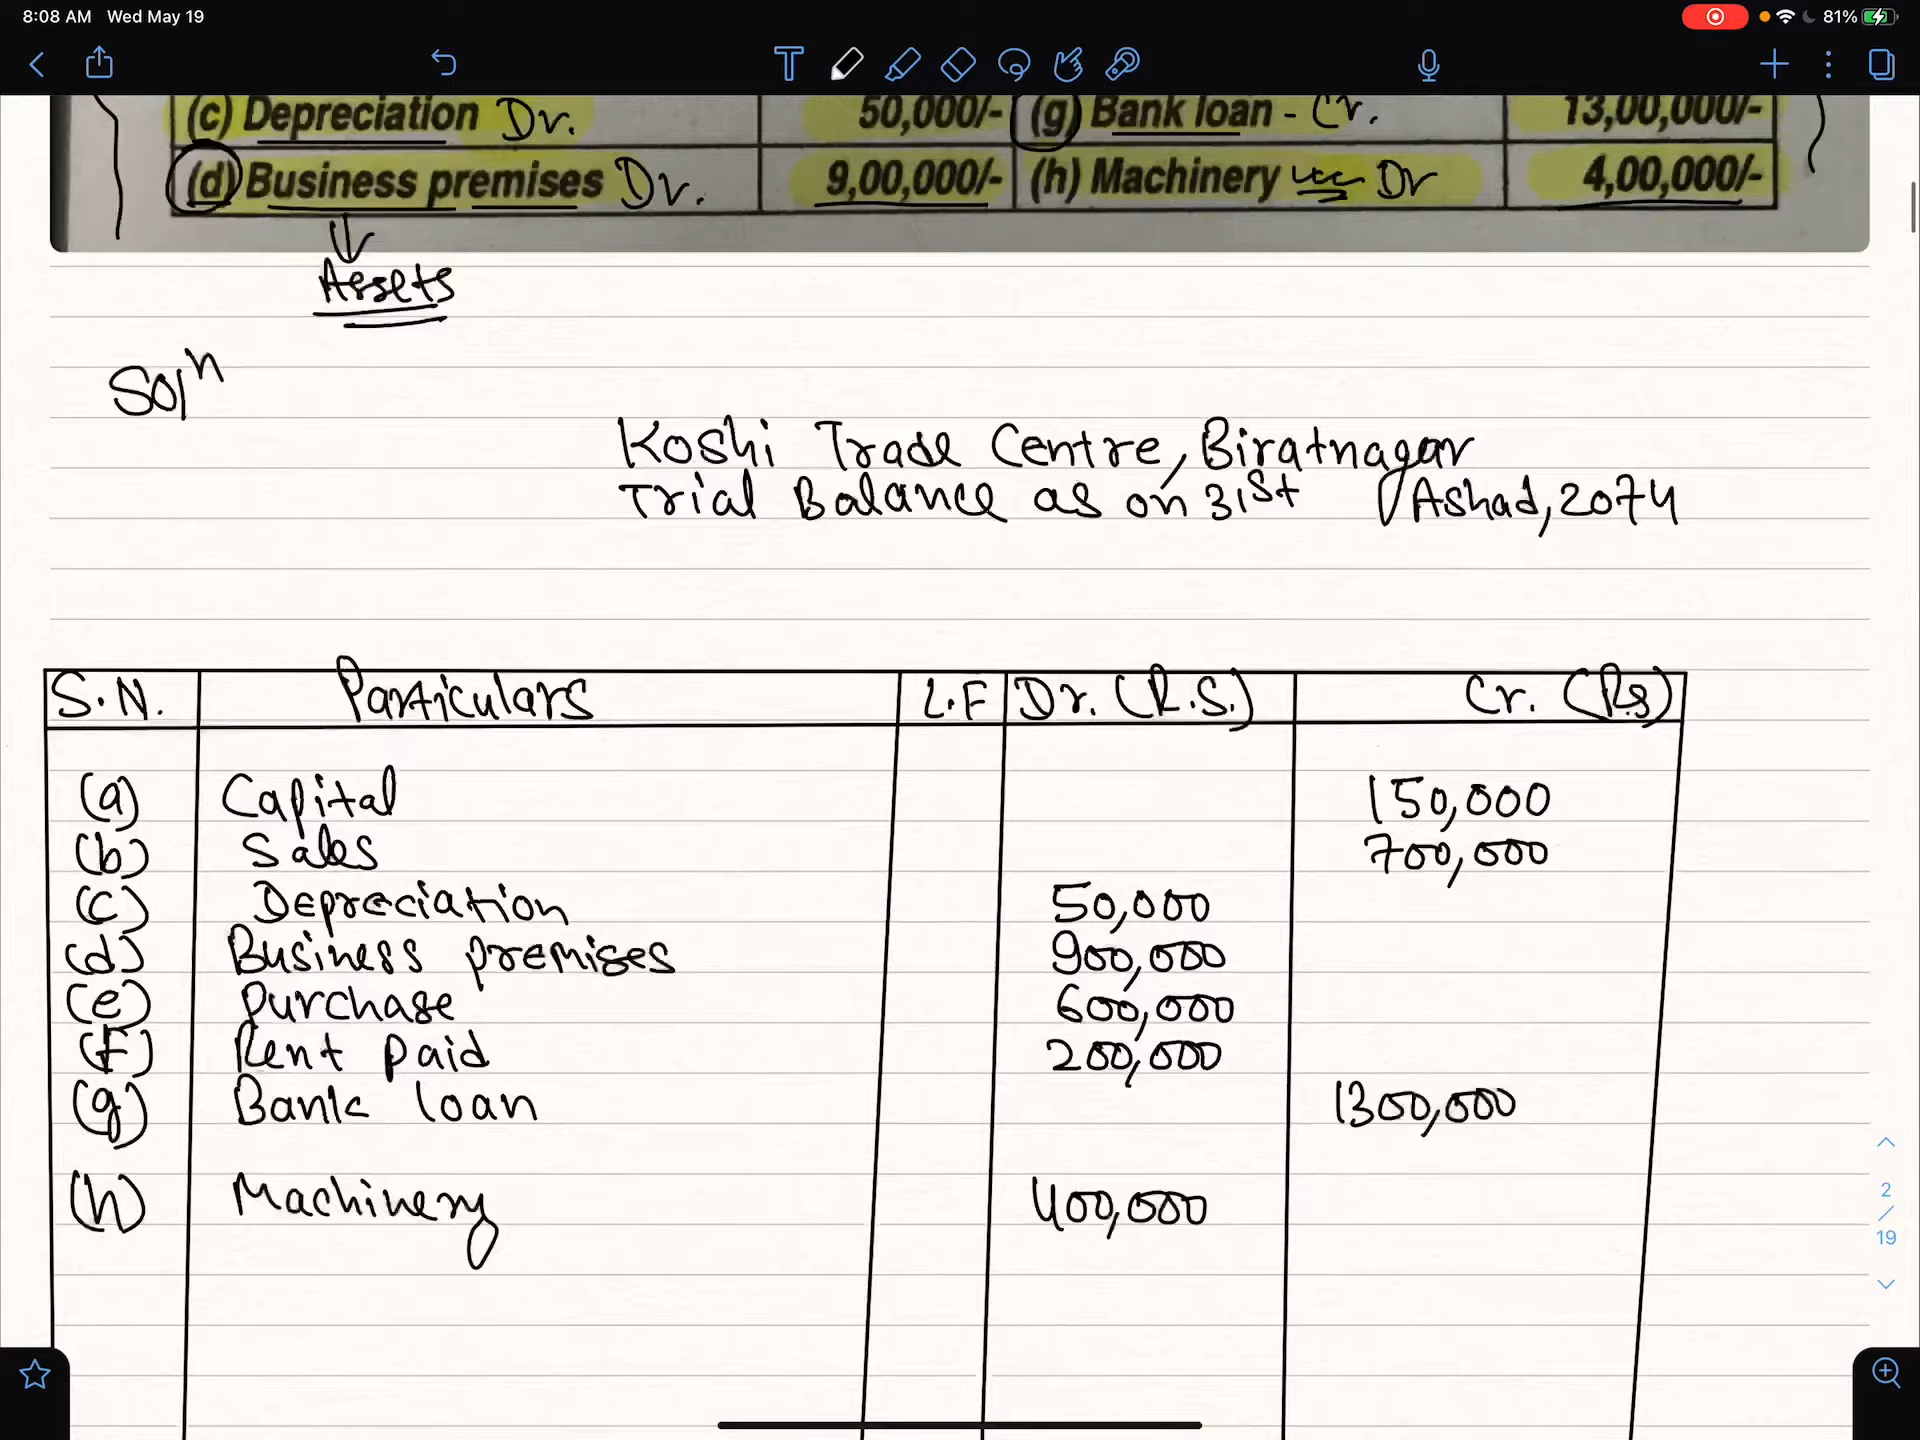 8:08 AM Wed May 19
81%
T
(c) Depreciation Dr. 50,000/- (g) Bank loan - Cr. 13,00,000/-
(d) Business premises Dr. 9,00,000/- (h) Machinery Dr 4,00,000/-
Assets
Solⁿ
Koshi Trade Centre, Biratnagar
Trial Balance as on 31st Ashad, 2074
S.N. Particulars L.F Dr. (R.S.) Cr. (Rs)
(a) Capital 150,000
(b) Sales 700,000
(c) Depreciation 50,000
(d) Business premises 900,000
(e) Purchase 600,000
(f) Rent paid 200,000
(g) Bank loan 1300,000
(h) Machinery 400,000
2
/
19